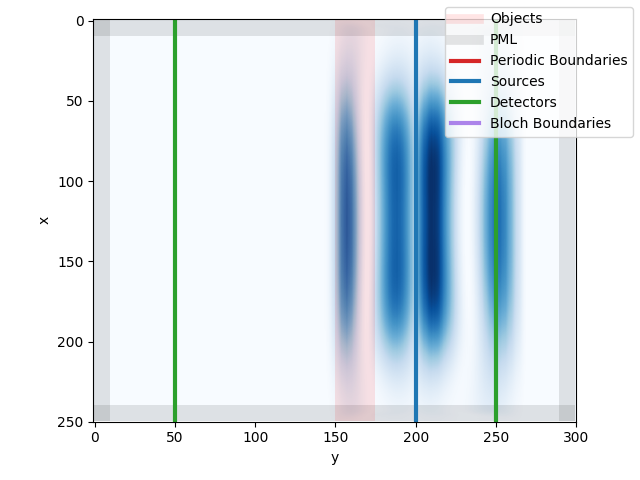 Objects
PML
Periodic Boundaries
Sources
Detectors
Bloch Boundaries
0
50
100
150
200
250
x
0 50 100 150 200 250 300
y